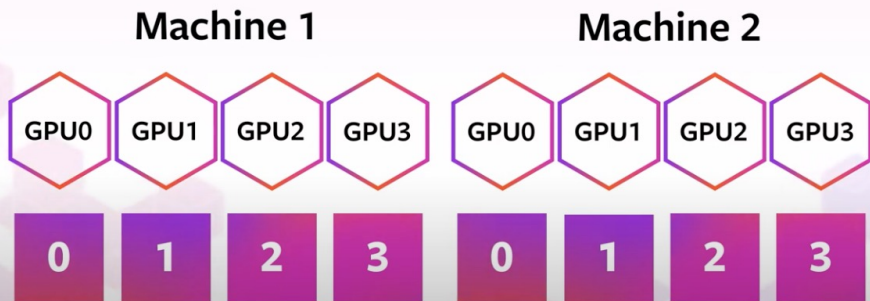 Machine 1 Machine 2
GPU0 GPU1 GPU2 GPU3 GPU0 GPU1 GPU2 GPU3
0 1 2 3 0 1 2 3